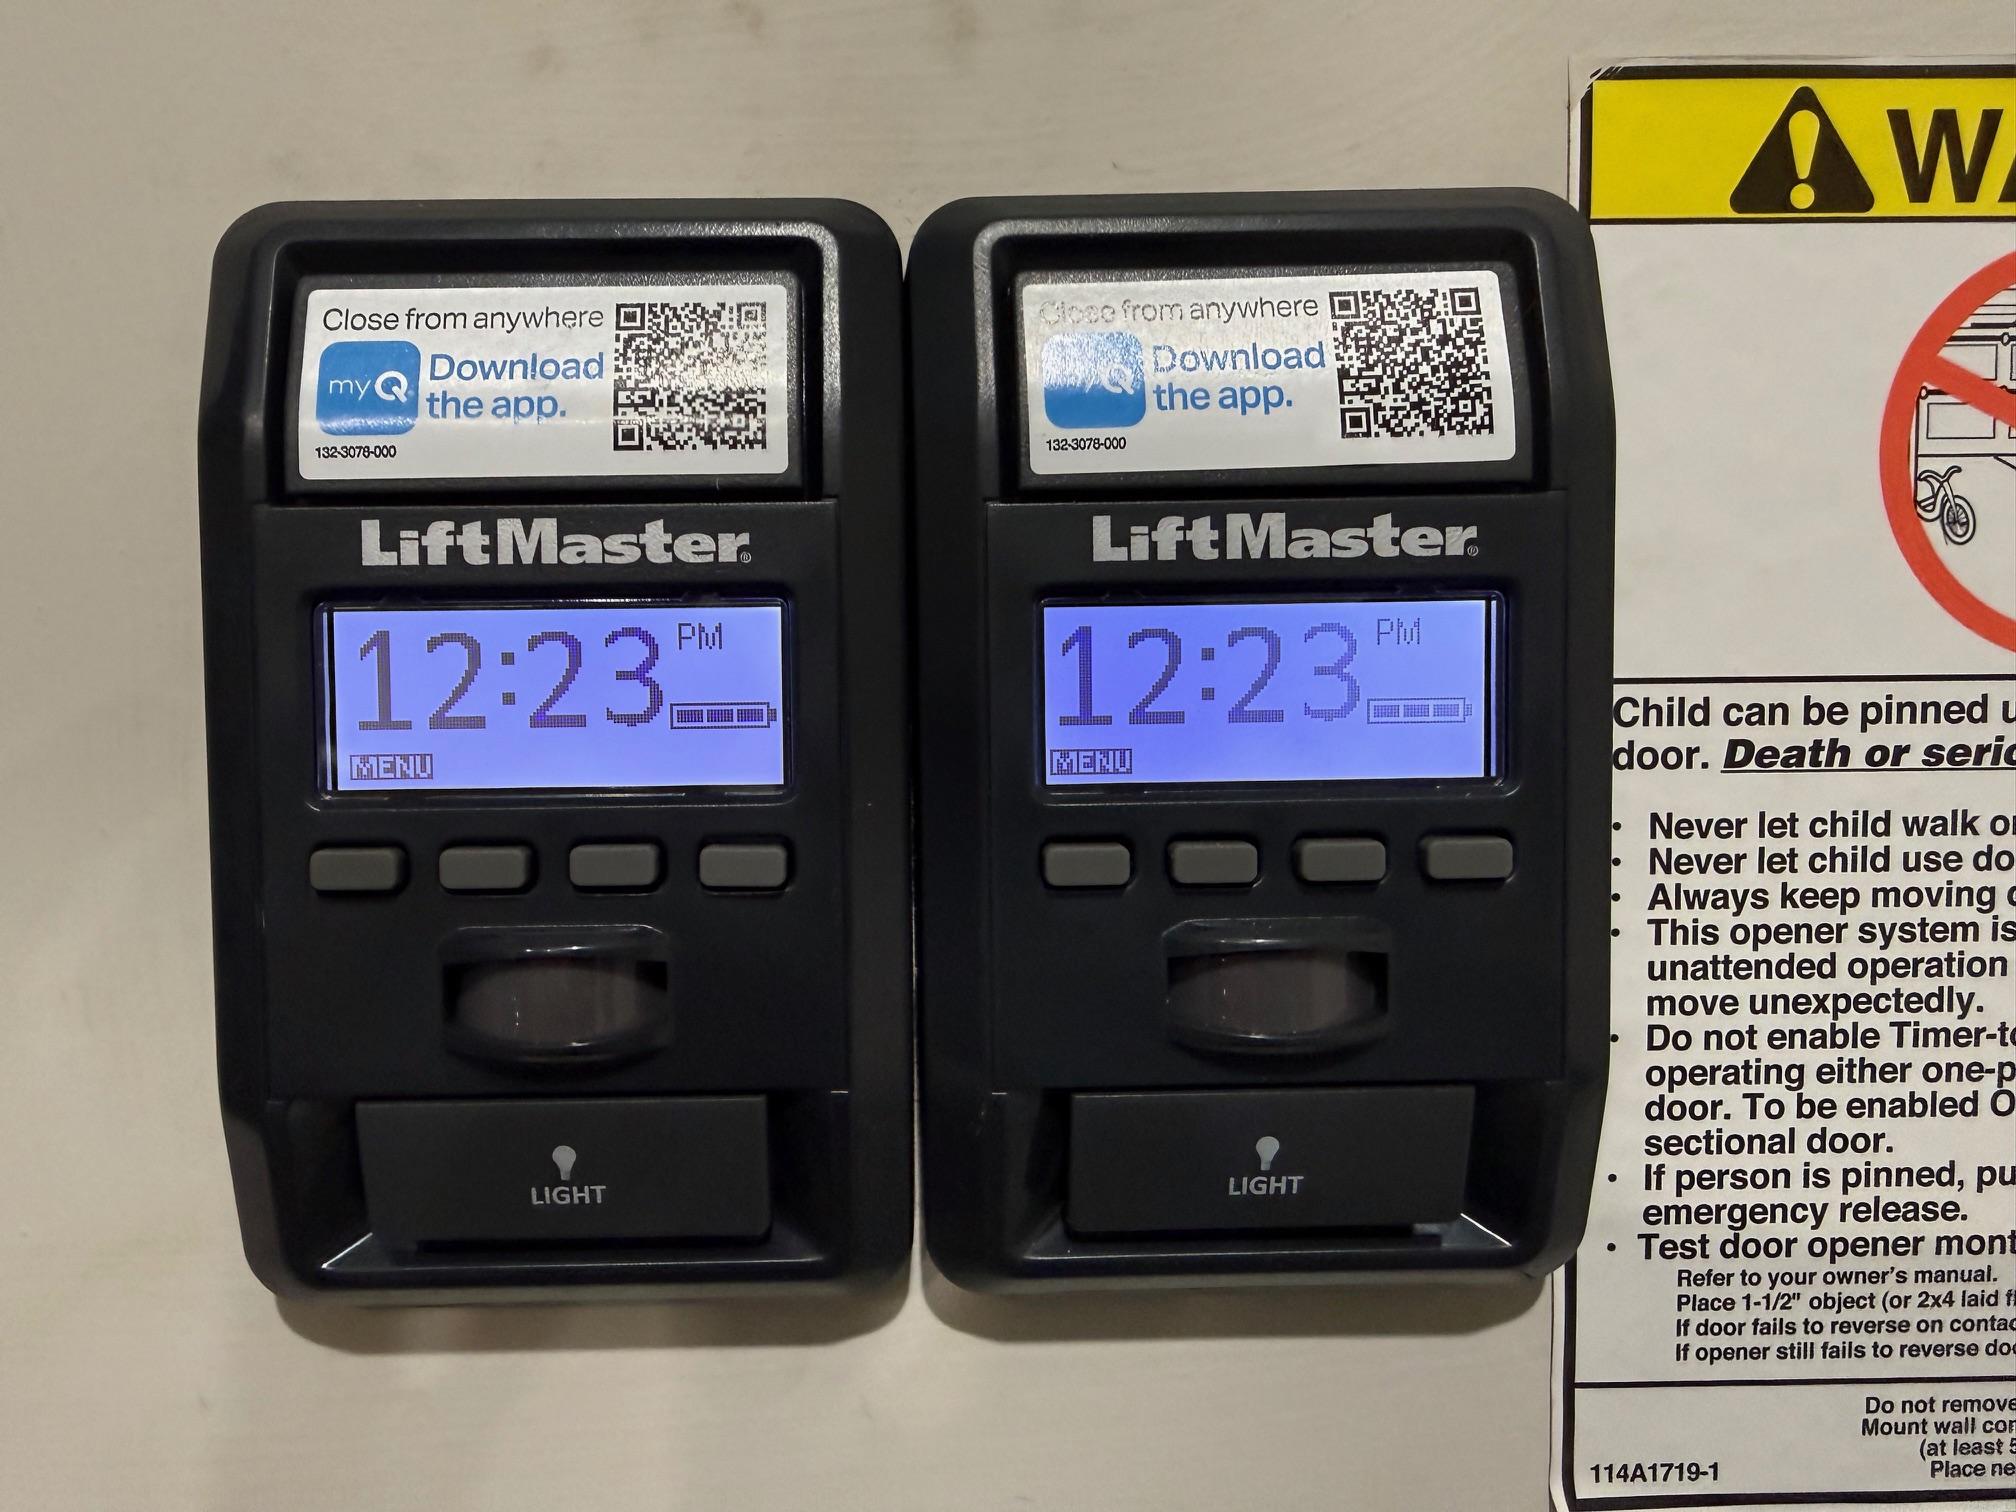 Close from anywhere
myQ
Download
the app.
132-3078-000
LiftMaster®
12:23 PM
MENU
LIGHT
Close from anywhere
myQ
Download
the app.
132-3078-000
LiftMaster®
12:23 PM
MENU
LIGHT
Child can be pinned
door. Death or
• Never let child walk
• Never let child use
• Always keep moving
• This opener system is
unattended operation
move unexpectedly.
• Do not enable
operating either
door. To be enabled
sectional door.
• If person is pinned,
emergency release.
• Test door opener
Refer to your owner's manual.
Place 1-1/2" object (or 2x4 laid
If door fails to reverse on
If opener still fails to reverse
Do not remove
Mount wall
(at least
Place
114A1719-1